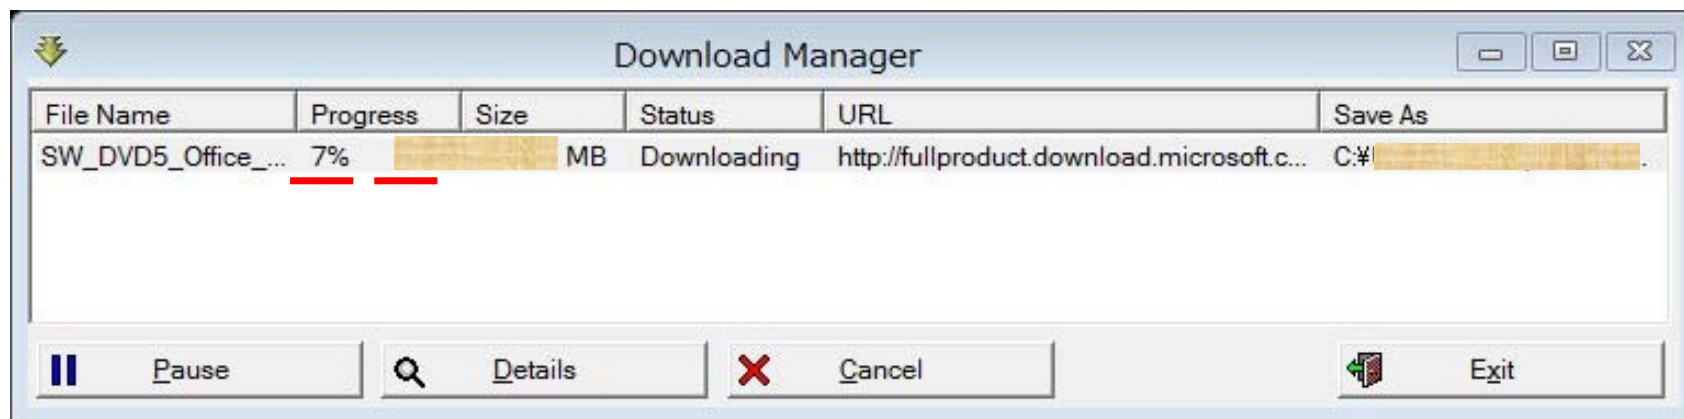 Download Manager
File Name Progress Size Status URL Save As
SW_DVD5_Office_... 7% MB Downloading http://fullproduct.download.microsoft.c... C:¥ .
Pause Details Cancel Exit